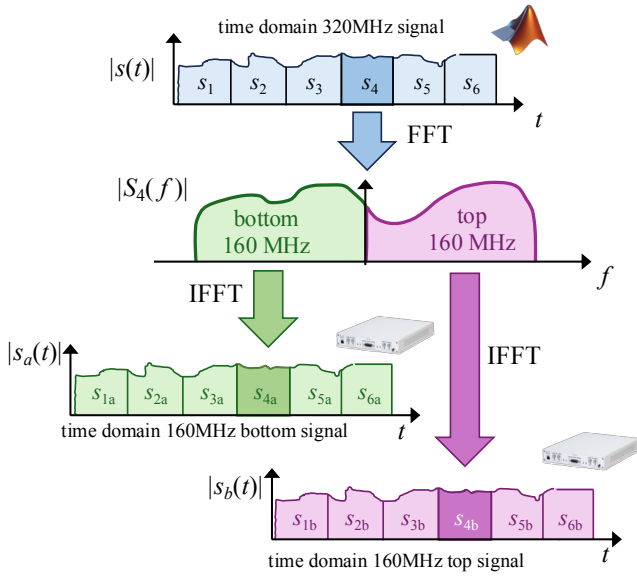 time domain 320MHz signal
|s(t)|
s1 s2 s3 s4 s5 s6
t
FFT
|S4(f)|
bottom
160 MHz
top
160 MHz
f
IFFT
IFFT
|sa(t)|
s1a s2a s3a s4a s5a s6a
time domain 160MHz bottom signal
t
|sb(t)|
s1b s2b s3b s4b s5b s6b
time domain 160MHz top signal
t